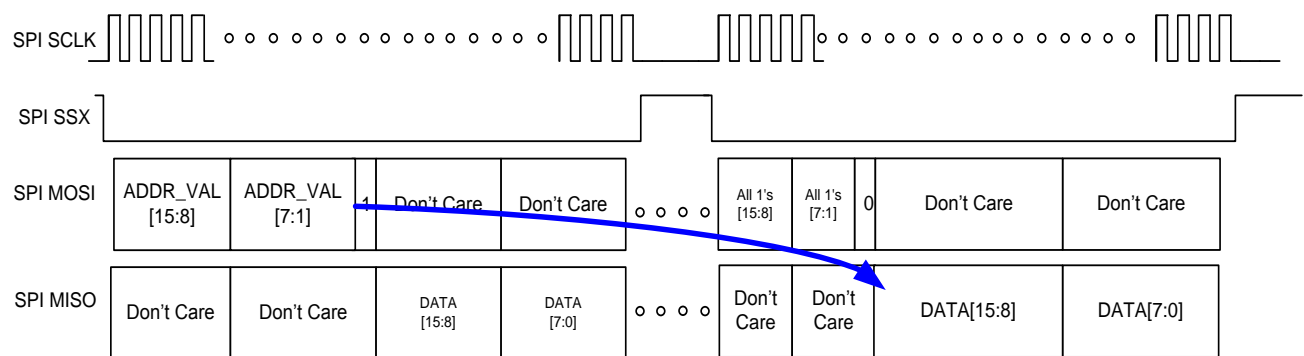 SPI SCLK
SPI SSX
SPI MOSI
ADDR_VAL
[15:8]
ADDR_VAL
[7:1]
1
Don't Care
Don't Care
All 1's
[15:8]
All 1's
[7:1]
0
Don't Care
Don't Care
SPI MISO
Don't Care
Don't Care
DATA
[15:8]
DATA
[7:0]
Don't
Care
Don't
Care
DATA[15:8]
DATA[7:0]